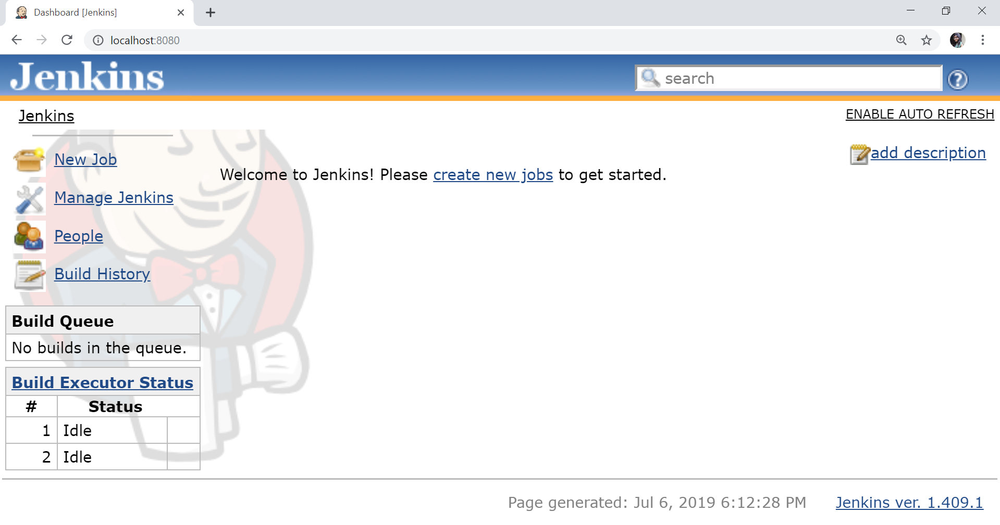 Dashboard [Jenkins]
localhost:8080
Jenkins
search
Jenkins
ENABLE AUTO REFRESH
New Job
add description
Welcome to Jenkins! Please create new jobs to get started.
Manage Jenkins
People
Build History
Build Queue
No builds in the queue.
Build Executor Status
# Status
1 Idle
2 Idle
Page generated: Jul 6, 2019 6:12:28 PM Jenkins ver. 1.409.1